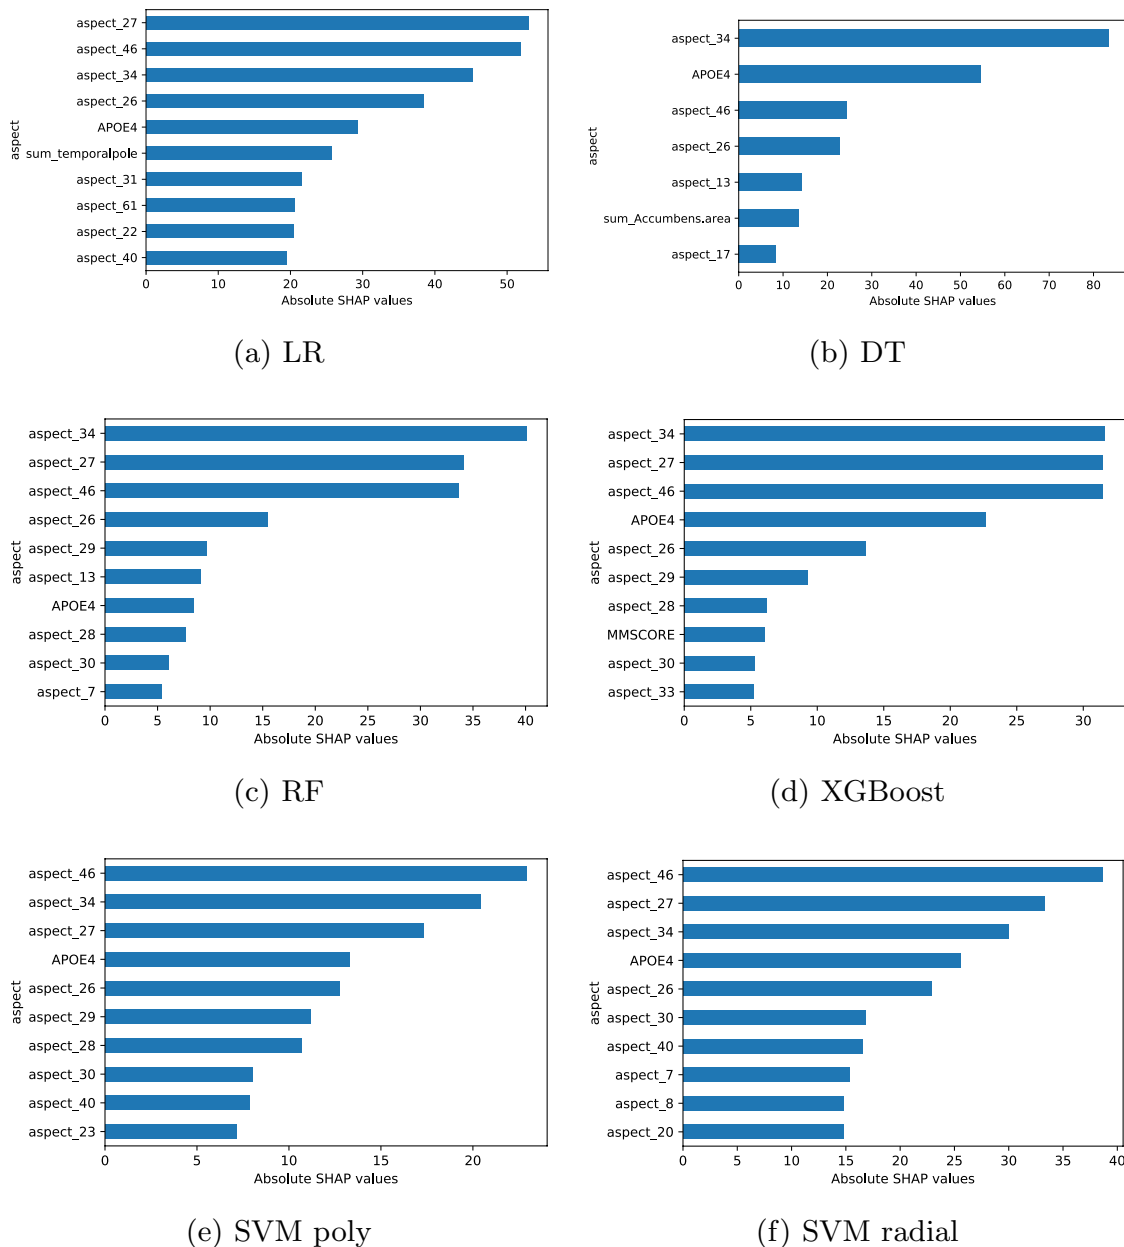 aspect_27
aspect_46
aspect_34
aspect_26
APOE4
sum_temporalpole
aspect_31
aspect_61
aspect_22
aspect_40
aspect
0 10 20 30 40 50
Absolute SHAP values
(a) LR
aspect_34
APOE4
aspect_46
aspect_26
aspect_13
sum_Accumbens.area
aspect_17
aspect
0 10 20 30 40 50 60 70 80
Absolute SHAP values
(b) DT
aspect_34
aspect_27
aspect_46
aspect_26
aspect_29
aspect_13
APOE4
aspect_28
aspect_30
aspect_7
aspect
0 5 10 15 20 25 30 35 40
Absolute SHAP values
(c) RF
aspect_34
aspect_27
aspect_46
APOE4
aspect_26
aspect_29
aspect_28
MMSCORE
aspect_30
aspect_33
aspect
0 5 10 15 20 25 30
Absolute SHAP values
(d) XGBoost
aspect_46
aspect_34
aspect_27
APOE4
aspect_26
aspect_29
aspect_28
aspect_30
aspect_40
aspect_23
aspect
0 5 10 15 20
Absolute SHAP values
(e) SVM poly
aspect_46
aspect_27
aspect_34
APOE4
aspect_26
aspect_30
aspect_40
aspect_7
aspect_8
aspect_20
aspect
0 5 10 15 20 25 30 35 40
Absolute SHAP values
(f) SVM radial